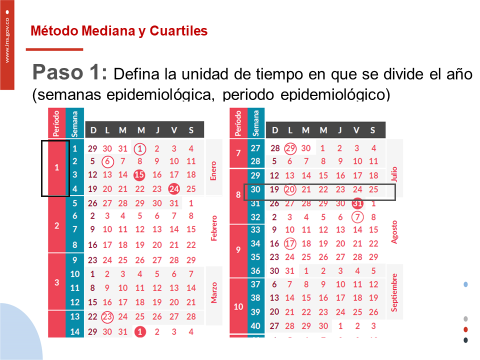 www.ins.gov.co
Método Mediana y Cuartiles
Paso 1: Defina la unidad de tiempo en que se divide el año
(semanas epidemiológica, periodo epidemiológico)
Periodo Semana D L M M J V S
1 1 29 30 31 1 2 3 4
2 5 6 7 8 9 10 11
3 12 13 14 15 16 17 18
4 19 20 21 22 23 24 25
Enero
2 5 26 27 28 29 30 31 1
6 2 3 4 5 6 7 8
7 9 10 11 12 13 14 15
8 16 17 18 19 20 21 22
Febrero
3 9 23 24 25 26 27 28 29
10 1 2 3 4 5 6 7
11 8 9 10 11 12 13 14
12 15 16 17 18 19 20 21
Marzo
13 22 23 24 25 26 27 28
14 29 30 31 1 2 3 4
Periodo Semana D L M M J V S
7 27 28 29 30 1 2 3 4
28 5 6 7 8 9 10 11
8 29 12 13 14 15 16 17 18
30 19 20 21 22 23 24 25
31 26 27 28 29 30 31 1
32 2 3 4 5 6 7 8
Julio
9 33 9 10 11 12 13 14 15
34 16 17 18 19 20 21 22
35 23 24 25 26 27 28 29
36 30 31 1 2 3 4 5
Agosto
10 37 6 7 8 9 10 11 12
38 13 14 15 16 17 18 19
39 20 21 22 23 24 25 26
40 27 28 29 30 1 2 3
Septiembre